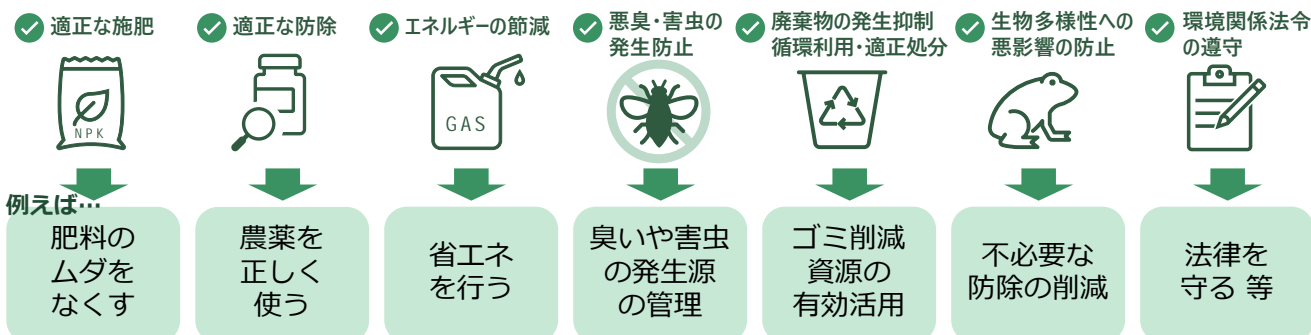 適正な施肥
適正な防除
エネルギーの節減
悪臭・害虫の
発生防止
廃棄物の発生抑制
循環利用・適正処分
生物多様性への
悪影響の防止
環境関係法令
の遵守
NPK
GAS
例えば…
肥料の
ムダを
なくす
農薬を
正しく
使う
省エネ
を行う
臭いや害虫
の発生源
の管理
ゴミ削減
資源の
有効活用
不必要な
防除の削減
法律を
守る 等